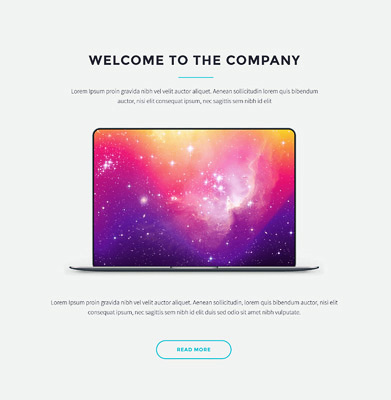 WELCOME TO THE COMPANY
Lorem ipsum proin gravida nibh vel velit auctor aliquet. Aenean sollicitudin lorem quis bibendum
auctor, nisi elit consequat ipsum, nec sagittis sem nibh id elit
Lorem ipsum proin gravida nibh vel velit auctor aliquet. Aenean sollicitudin, lorem quis bibendum auctor, nisi elit
consequat ipsum, nec sagittis sem nibh id elit duis sed odio sit amet nibh vulputate.
READ MORE